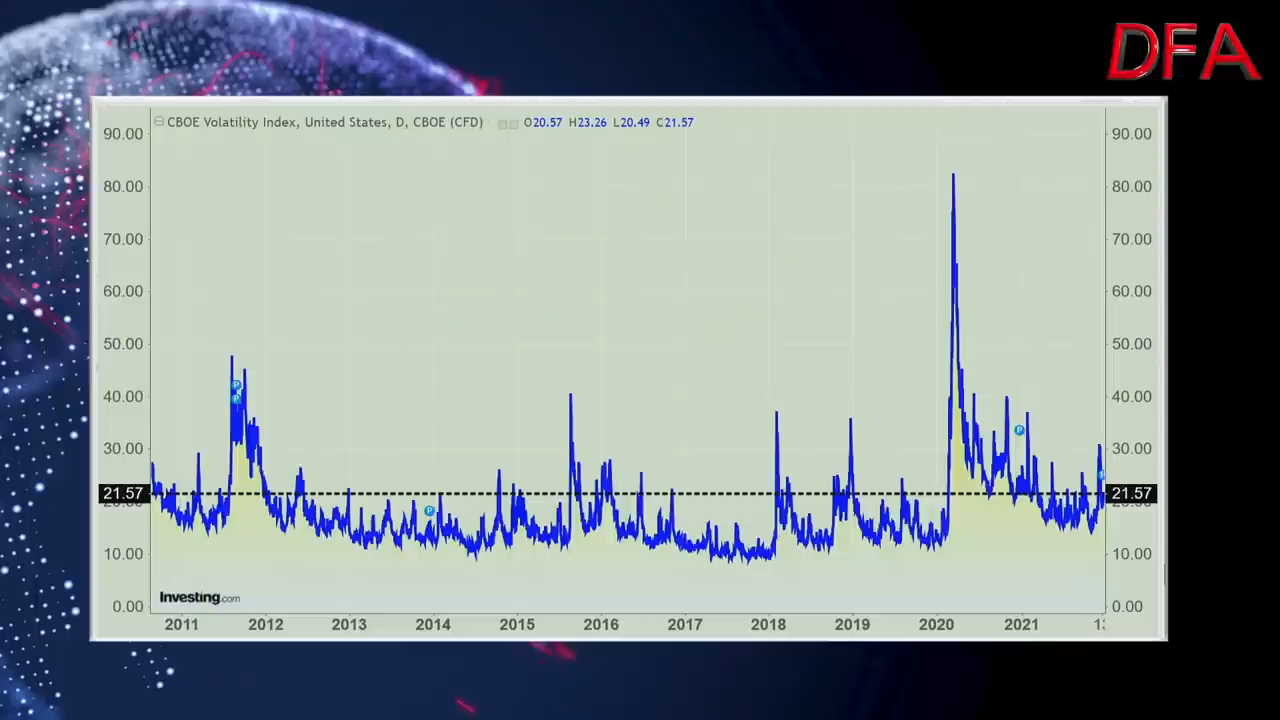 DFA
CBOE Volatility Index, United States, D, CBOE (CFD) O20.57 H23.26 L20.49 C21.57
90.00 90.00
80.00 80.00
70.00 70.00
60.00 60.00
50.00 50.00
40.00 40.00
P
P
P
30.00 30.00
P
21.57 21.57
P
10.00 10.00
Investing.com
0.00 0.00
2011 2012 2013 2014 2015 2016 2017 2018 2019 2020 2021